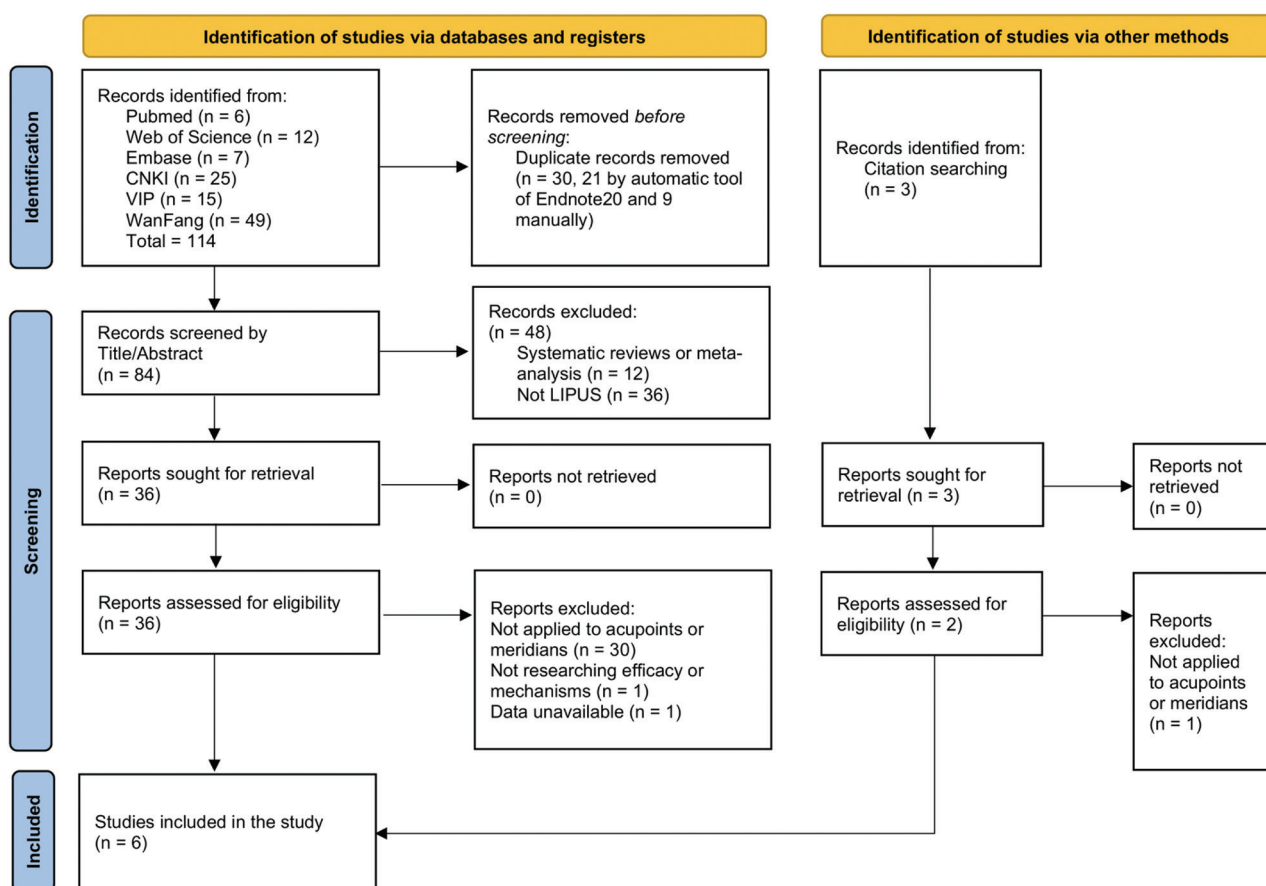 Identification of studies via databases and registers
Identification of studies via other methods
Identification
Records identified from:
Pubmed (n = 6)
Web of Science (n = 12)
Embase (n = 7)
CNKI (n = 25)
VIP (n = 15)
WanFang (n = 49)
Total = 114
Records removed before
screening:
Duplicate records removed
(n = 30, 21 by automatic tool
of Endnote20 and 9
manually)
Records identified from:
Citation searching
(n = 3)
Screening
Records screened by
Title/Abstract
(n = 84)
Records excluded:
(n = 48)
Systematic reviews or meta-
analysis (n = 12)
Not LIPUS (n = 36)
Reports sought for retrieval
(n = 36)
Reports not retrieved
(n = 0)
Reports sought for
retrieval (n = 3)
Reports not
retrieved
(n = 0)
Reports assessed for eligibility
(n = 36)
Reports excluded:
Not applied to acupoints or
meridians (n = 30)
Not researching efficacy or
mechanisms (n = 1)
Data unavailable (n = 1)
Reports assessed for
eligibility (n = 2)
Reports
excluded:
Not applied
to acupoints
or meridians
(n = 1)
Included
Studies included in the study
(n = 6)